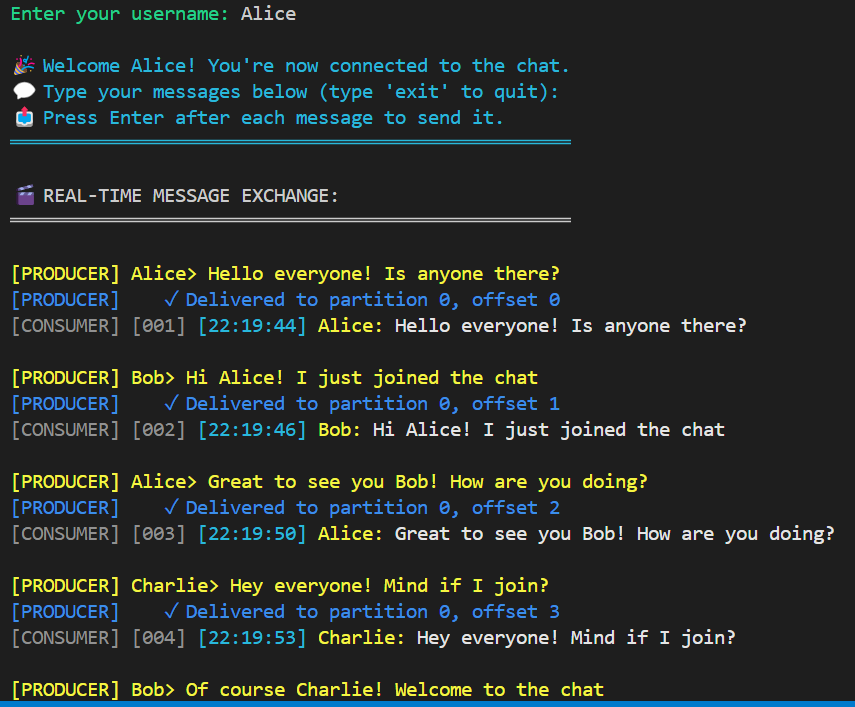 Enter your username: Alice
🎉 Welcome Alice! You're now connected to the chat.
💬 Type your messages below (type 'exit' to quit):
📤 Press Enter after each message to send it.
🎬 REAL-TIME MESSAGE EXCHANGE:
[PRODUCER] Alice> Hello everyone! Is anyone there?
[PRODUCER]    ✓ Delivered to partition 0, offset 0
[CONSUMER] [001] [22:19:44] Alice: Hello everyone! Is anyone there?
[PRODUCER] Bob> Hi Alice! I just joined the chat
[PRODUCER]    ✓ Delivered to partition 0, offset 1
[CONSUMER] [002] [22:19:46] Bob: Hi Alice! I just joined the chat
[PRODUCER] Alice> Great to see you Bob! How are you doing?
[PRODUCER]    ✓ Delivered to partition 0, offset 2
[CONSUMER] [003] [22:19:50] Alice: Great to see you Bob! How are you doing?
[PRODUCER] Charlie> Hey everyone! Mind if I join?
[PRODUCER]    ✓ Delivered to partition 0, offset 3
[CONSUMER] [004] [22:19:53] Charlie: Hey everyone! Mind if I join?
[PRODUCER] Bob> Of course Charlie! Welcome to the chat